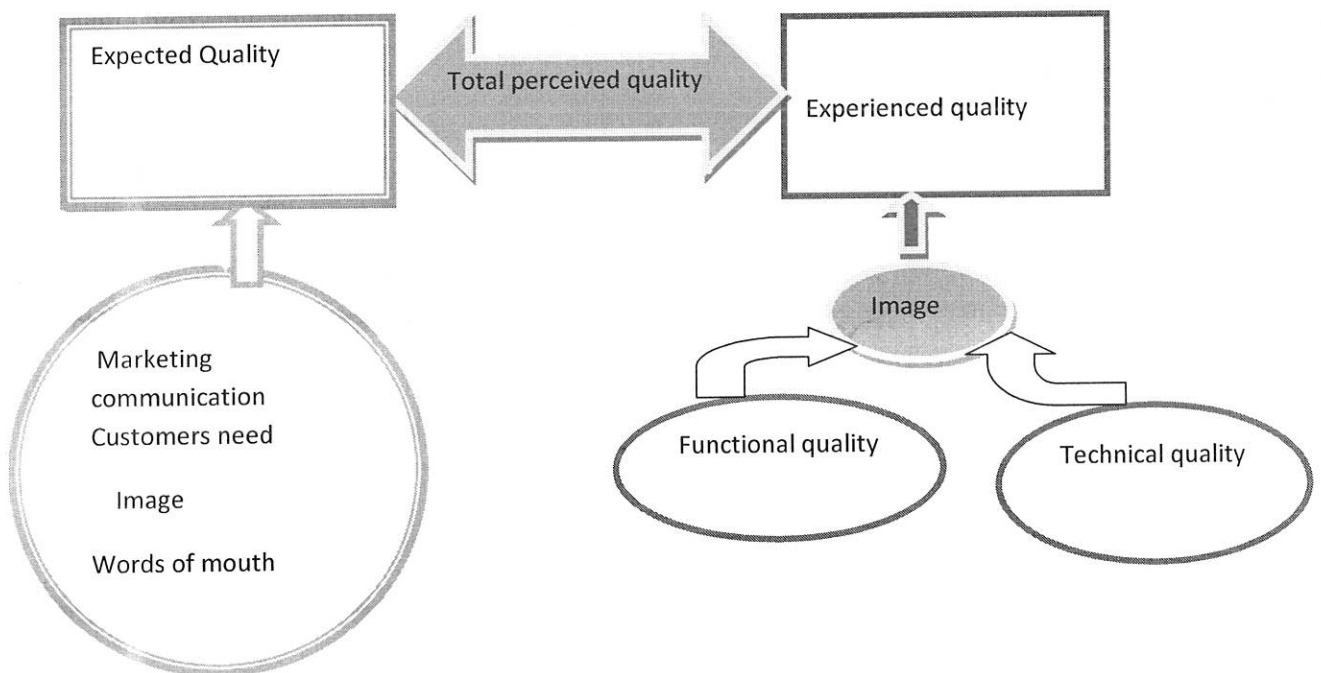 Expected Quality
Total perceived quality
Experienced quality
Image
Marketing
communication
Customers need
Image
Words of mouth
Functional quality
Technical quality